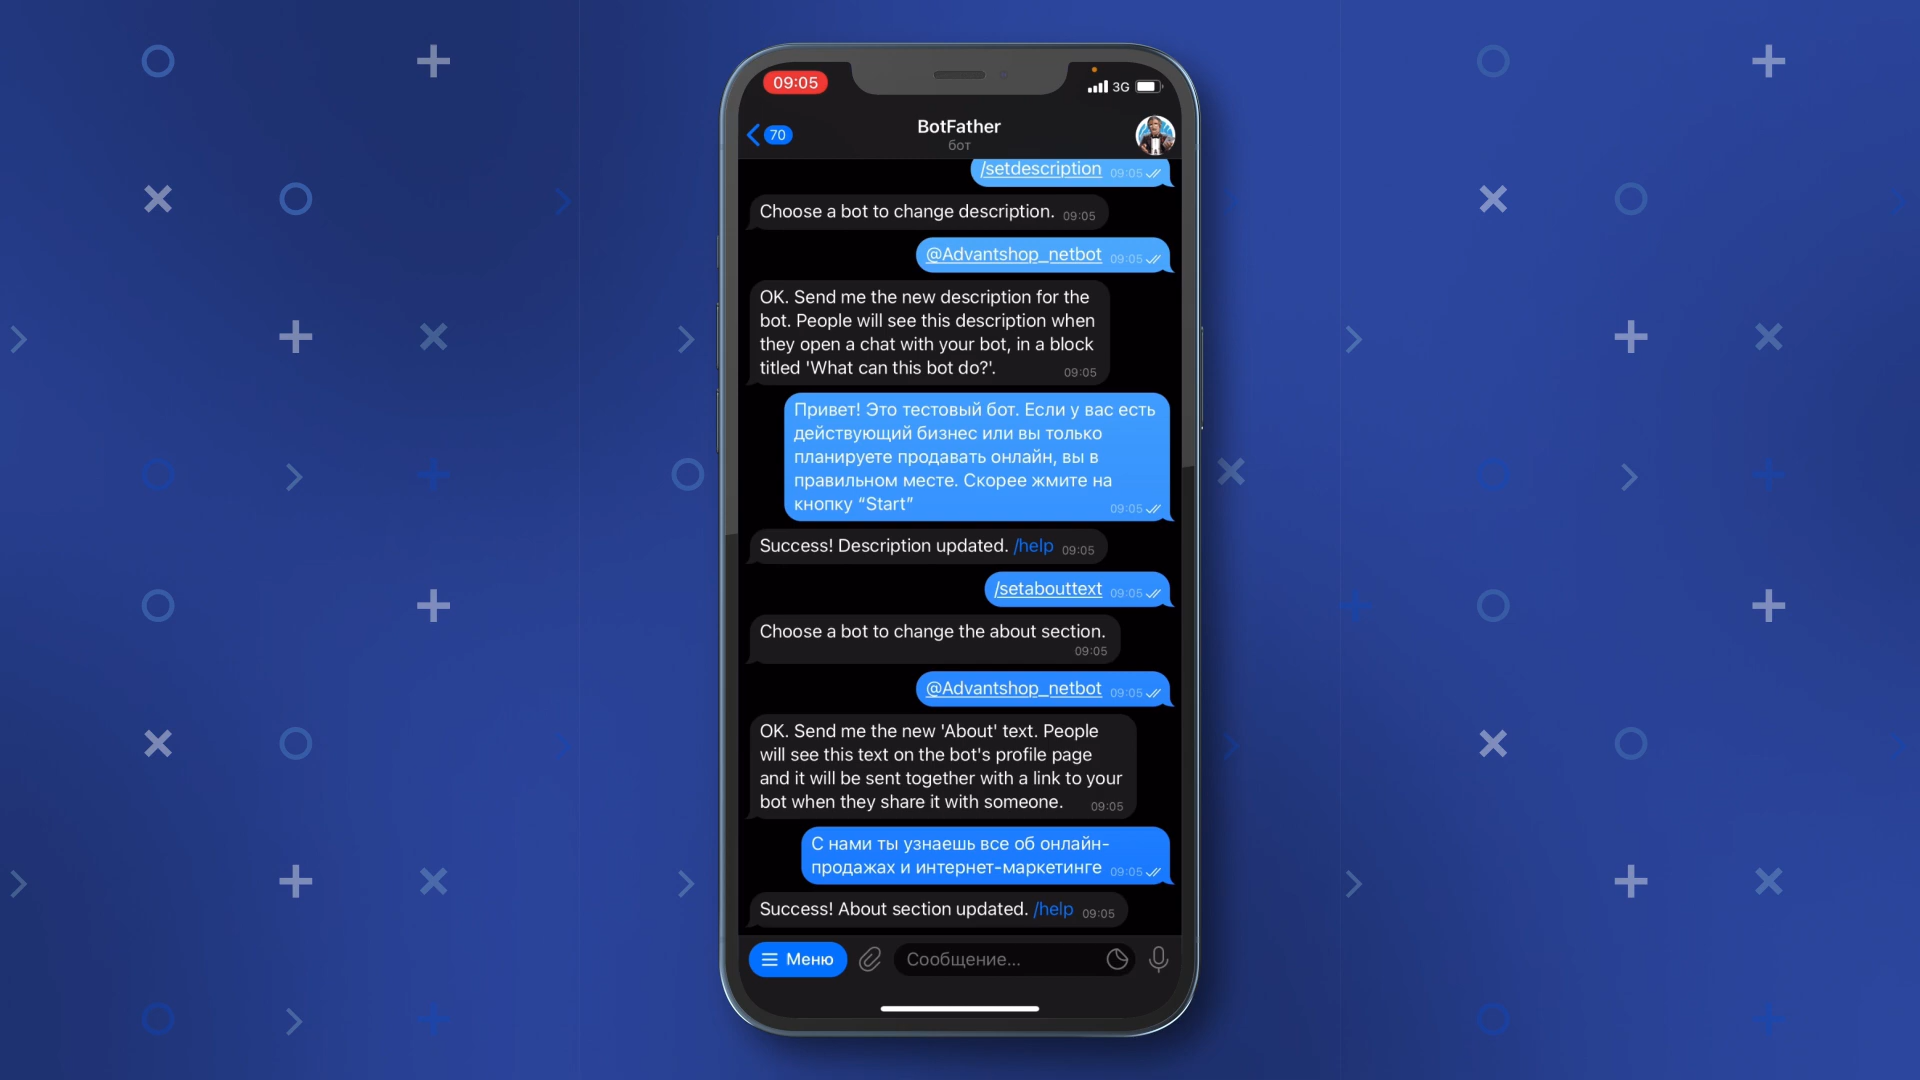 09:05
3G
70
BotFather
бот
/setdescription 09:05
Choose a bot to change description. 09:05
@Advantshop_netbot 09:05
OK. Send me the new description for the
bot. People will see this description when
they open a chat with your bot, in a block
titled 'What can this bot do?'. 09:05
Привет! Это тестовый бот. Если у вас есть
действующий бизнес или вы только
планируете продавать онлайн, вы в
правильном месте. Скорее жмите на
кнопку “Start” 09:05
Success! Description updated. /help 09:05
/setabouttext 09:05
Choose a bot to change the about section.
09:05
@Advantshop_netbot 09:05
OK. Send me the new 'About' text. People
will see this text on the bot's profile page
and it will be sent together with a link to your
bot when they share it with someone. 09:05
С нами ты узнаешь все об онлайн-
продажах и интернет-маркетинге 09:05
Success! About section updated. /help 09:05
Меню
Сообщение...